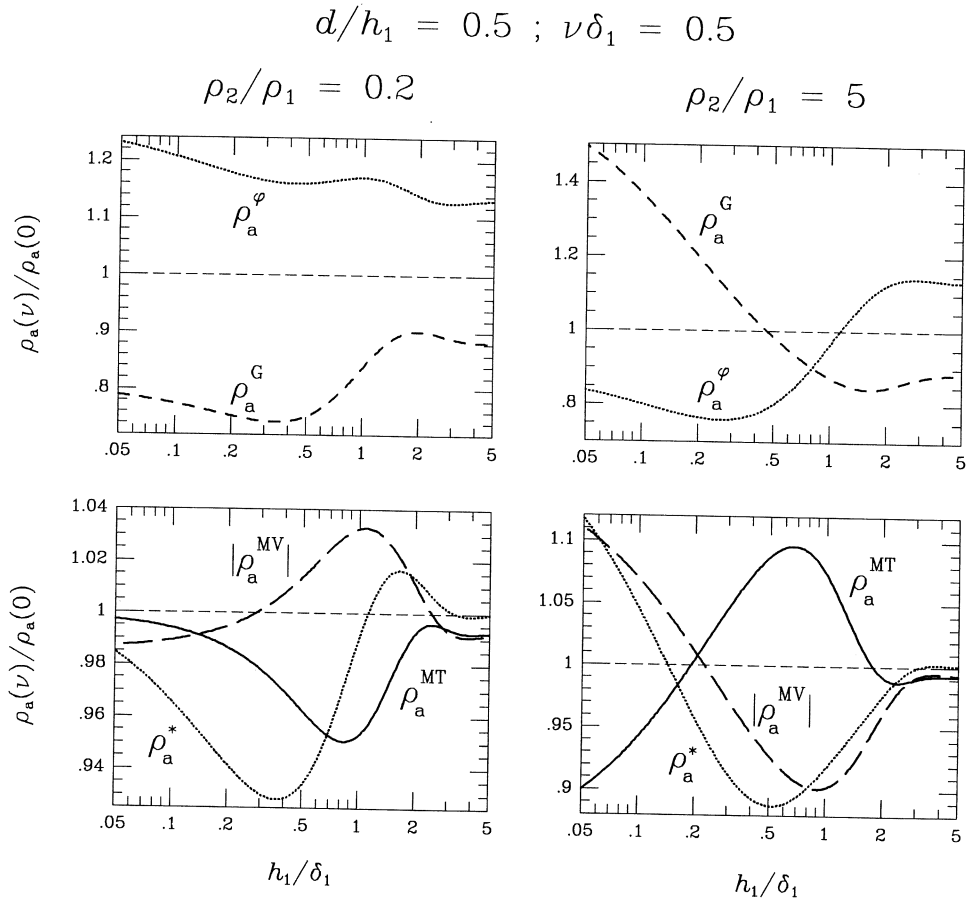 d/h₁ = 0.5 ; νδ₁ = 0.5
ρ₂/ρ₁ = 0.2
ρ₂/ρ₁ = 5
ρₐ(ν)/ρₐ(0)
1.2
1.1
1
.9
.8
ρₐ^φ
ρₐ^G
.05 .1 .2 .5 1 2 5
1.4
1.2
1
.8
ρₐ^G
ρₐ^φ
.05 .1 .2 .5 1 2 5
ρₐ(ν)/ρₐ(0)
1.04
1.02
1
.98
.96
.94
|ρₐ^MV|
ρₐ^MT
ρₐ^*
.05 .1 .2 .5 1 2 5
h₁/δ₁
1.1
1.05
1
.95
.9
ρₐ^MT
|ρₐ^MV|
ρₐ^*
.05 .1 .2 .5 1 2 5
h₁/δ₁